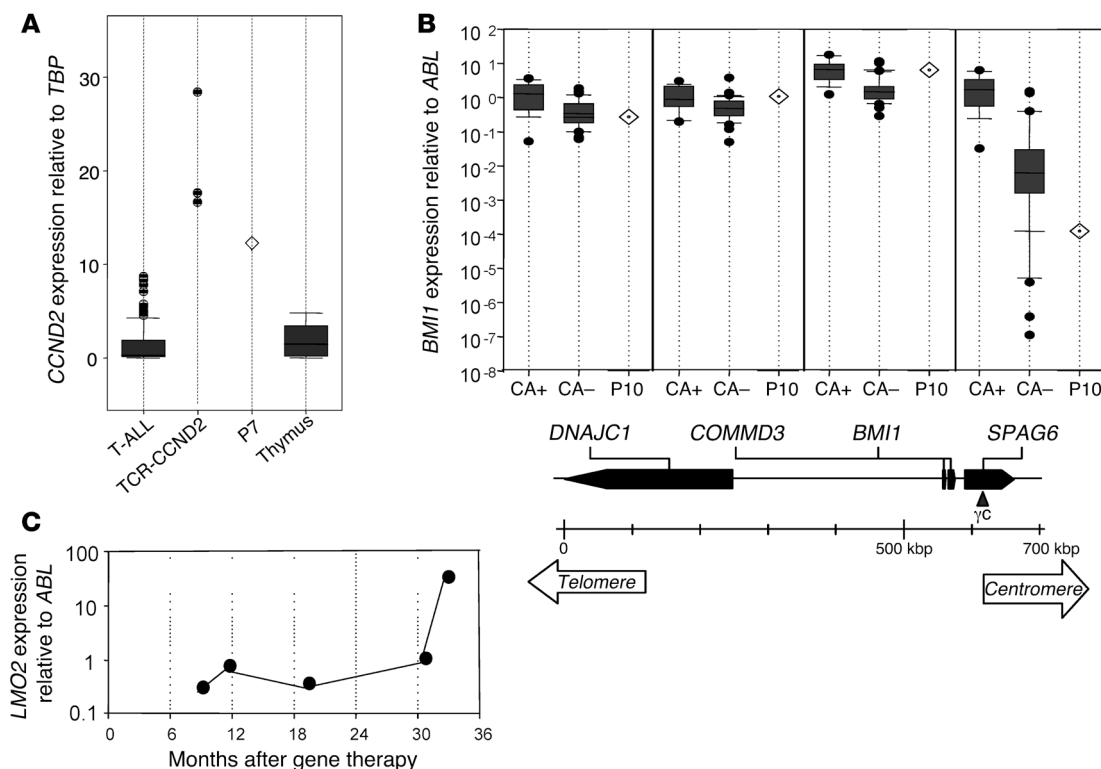 A
CCND2 expression relative to TBP
30
20
10
0
T-ALL
TCR-CCND2
P7
Thymus
B
BMI1 expression relative to ABL
10 2
10 1
10 0
10 -1
10 -2
10 -3
10 -4
10 -5
10 -6
10 -7
10 -8
CA+ CA– P10 CA+ CA– P10 CA+ CA– P10 CA+ CA– P10
DNAJC1 COMMD3 BMI1 SPAG6
γc
0 500 kbp 700 kbp
Telomere Centromere
C
LMO2 expression
relative to ABL
100
10
1
0.1
0 6 12 18 24 30 36
Months after gene therapy